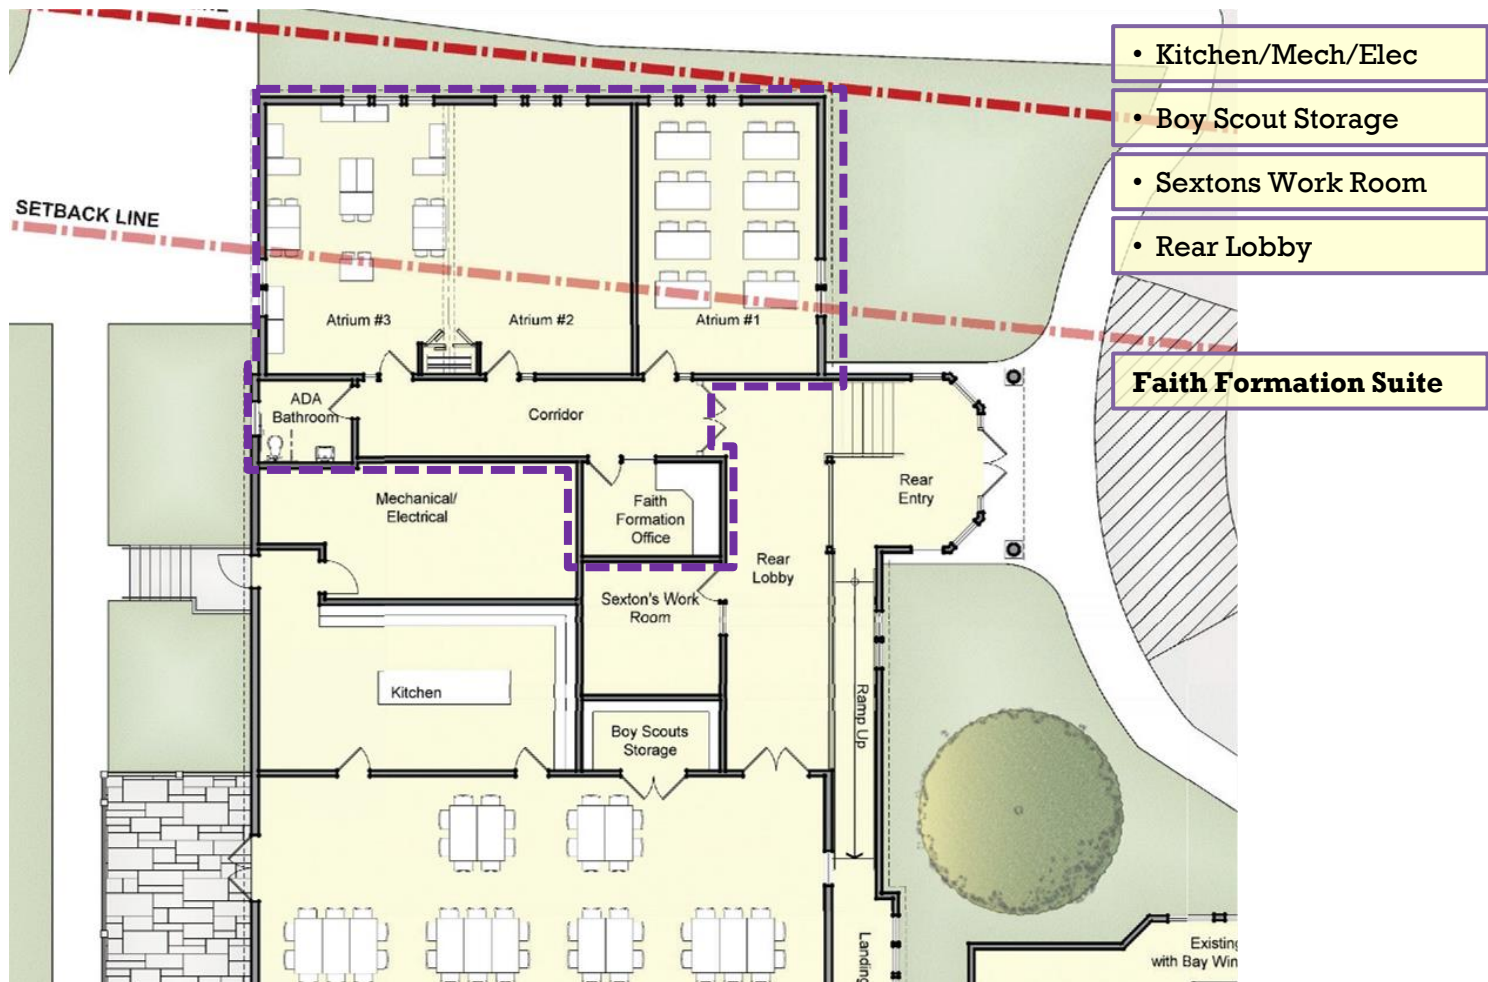 • Kitchen/Mech/Elec
• Boy Scout Storage
• Sextons Work Room
• Rear Lobby
Faith Formation Suite
SETBACK LINE
Atrium #3
Atrium #2
Atrium #1
ADA
Bathroom
Corridor
Mechanical/
Electrical
Faith
Formation
Office
Rear
Entry
Rear
Lobby
Sexton's Work
Room
Kitchen
Boy Scouts
Storage
Ramp Up
Landing
Existing
with Bay Win